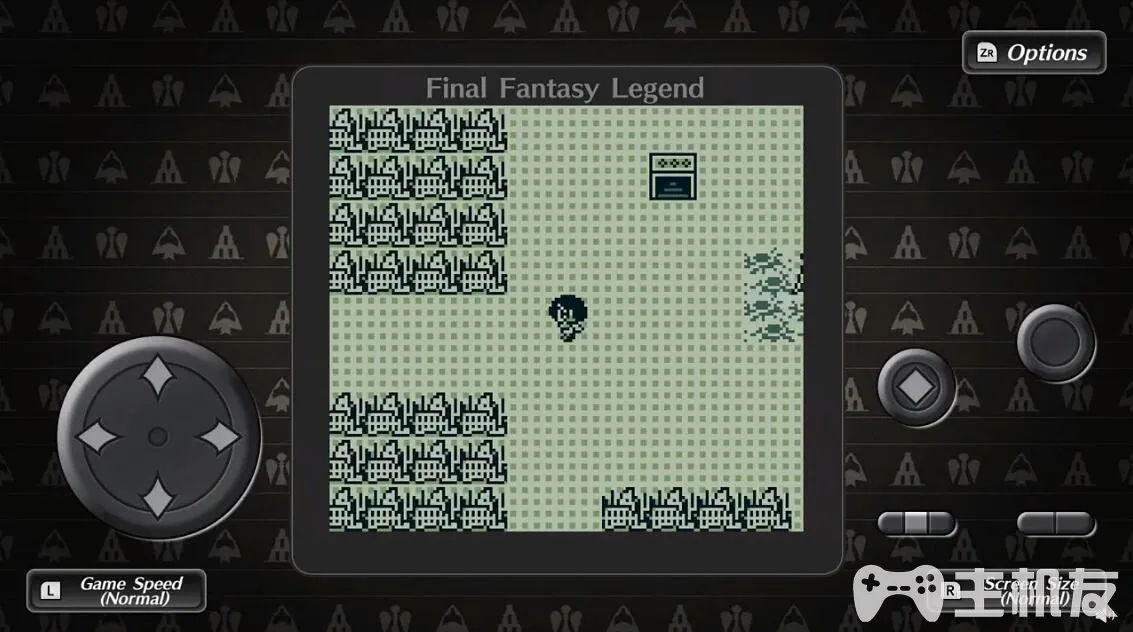 ZR Options
Final Fantasy Legend
L Game Speed
(Normal)
R Screen Size
(Normal)
主机友